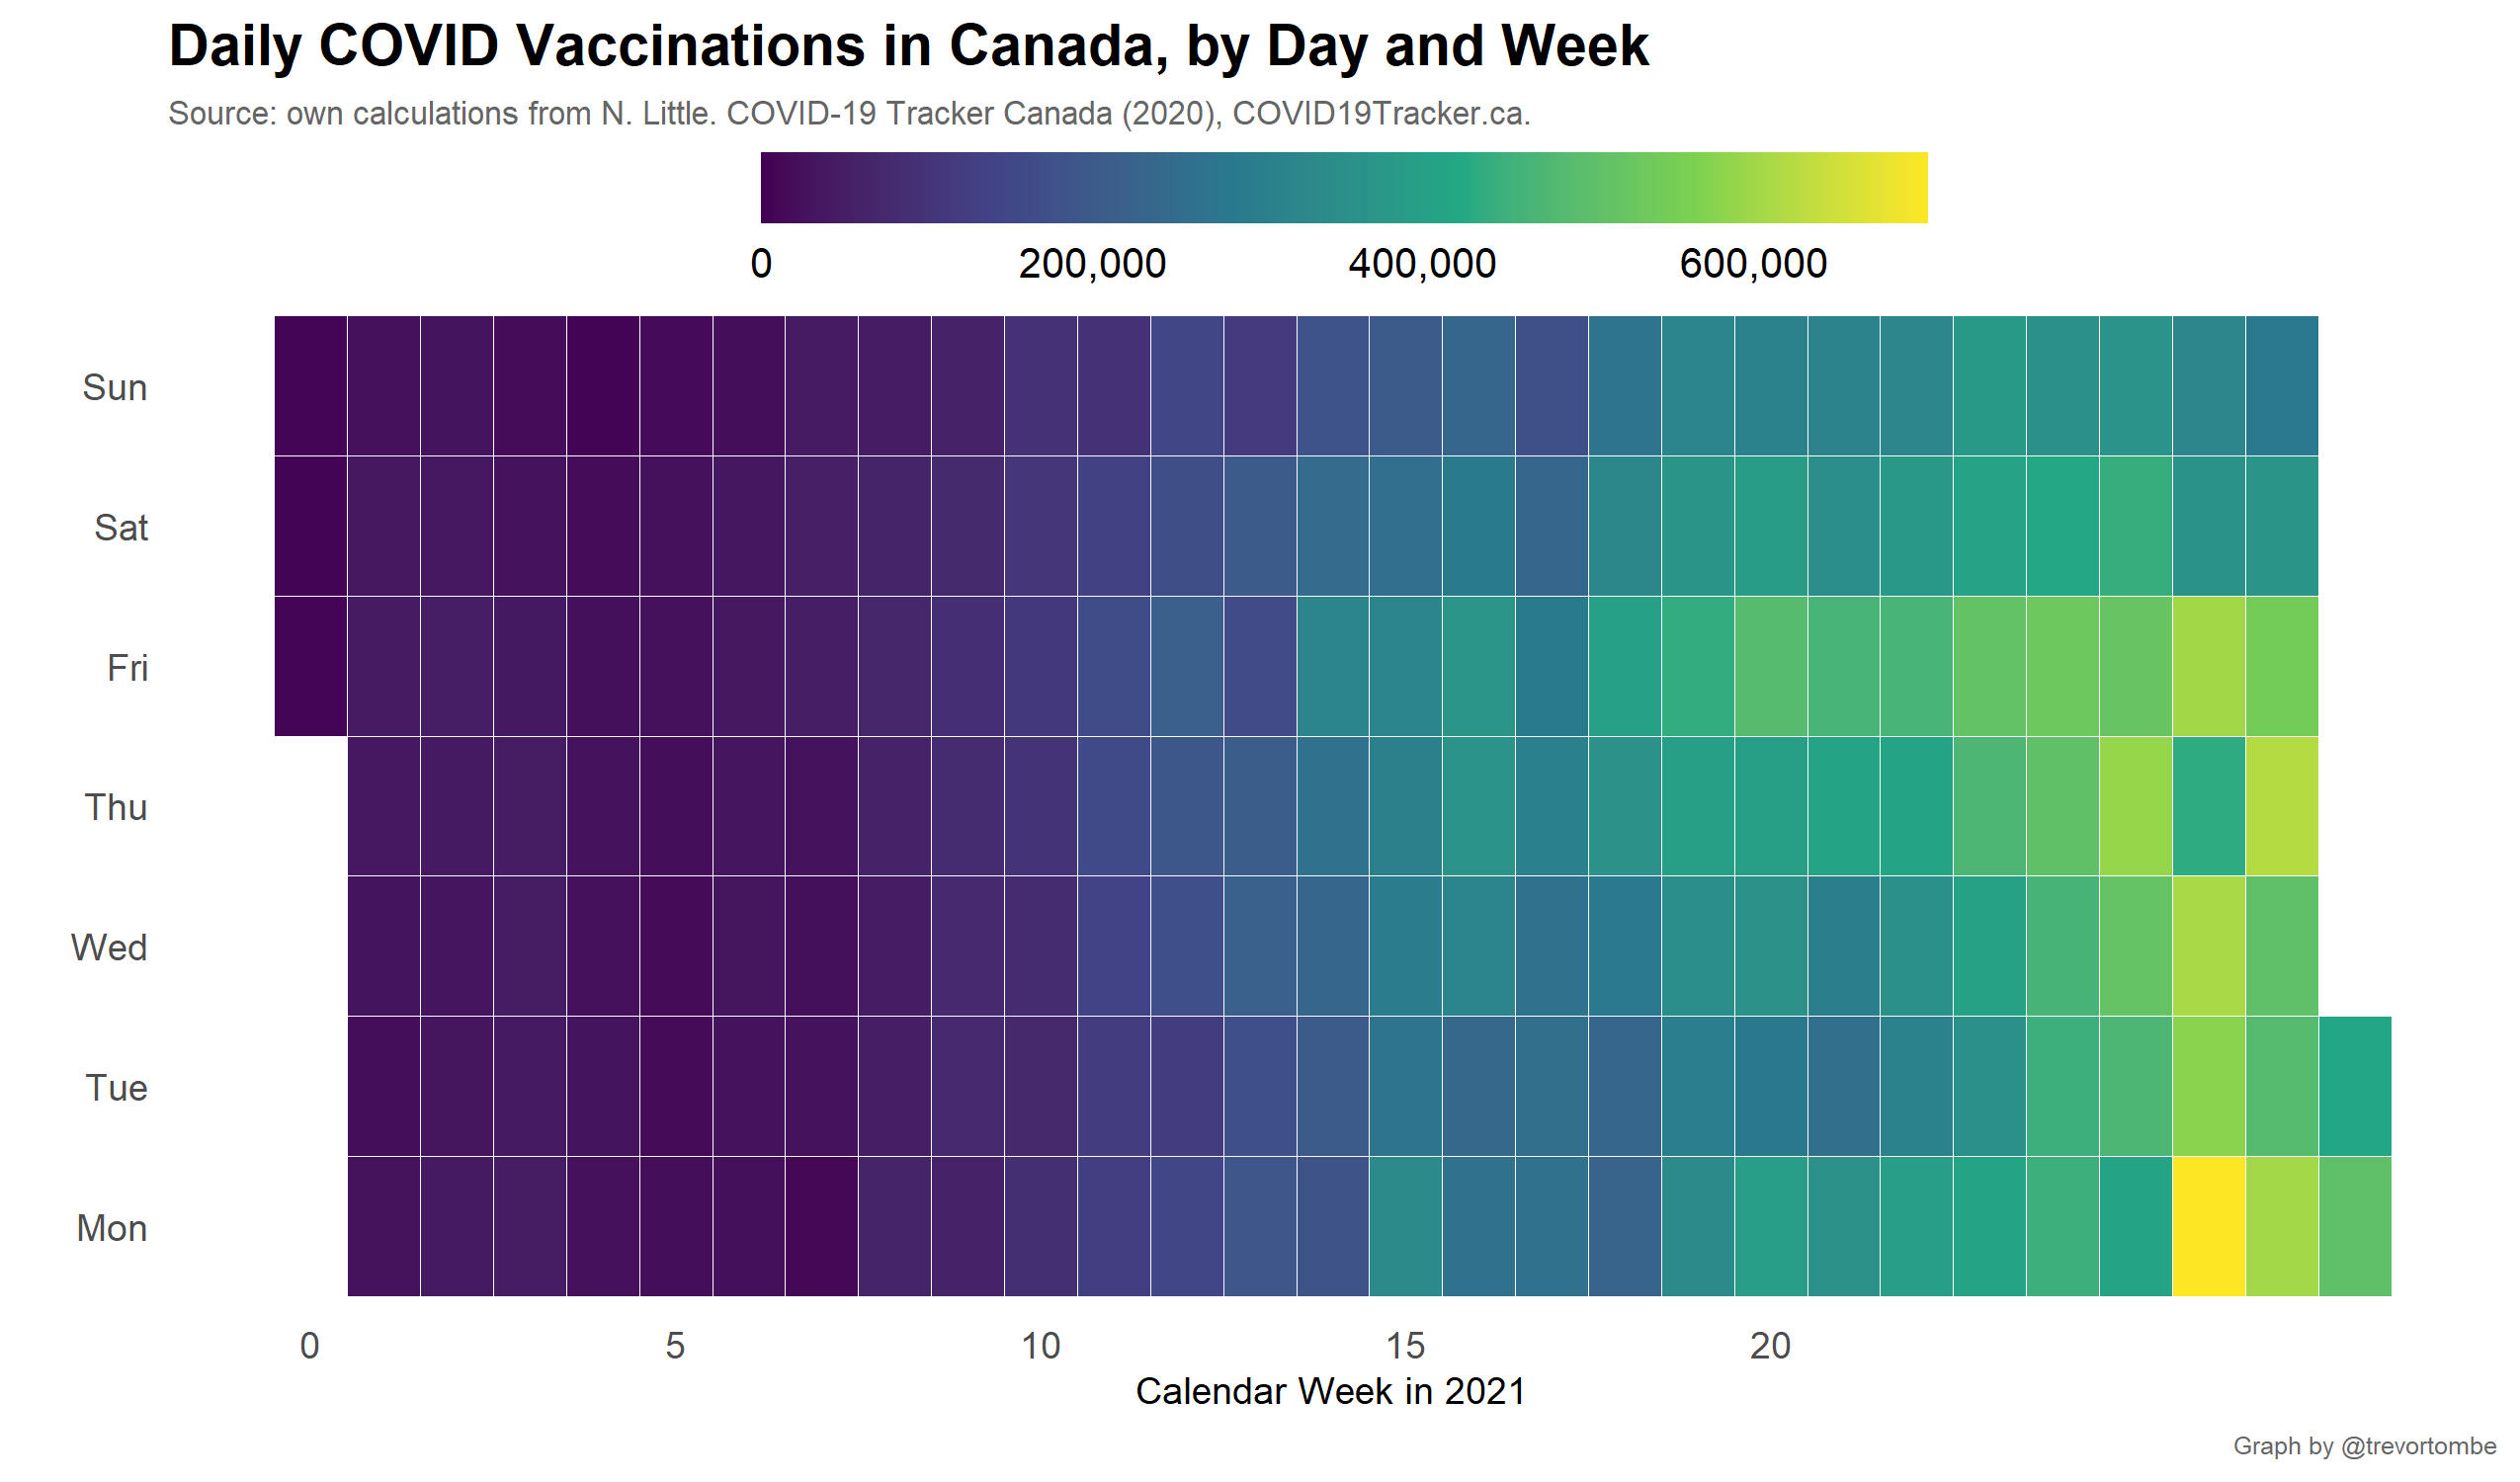 Daily COVID Vaccinations in Canada, by Day and Week
Source: own calculations from N. Little. COVID-19 Tracker Canada (2020), COVID19Tracker.ca.
0 200,000 400,000 600,000
Sun
Sat
Fri
Thu
Wed
Tue
Mon
0 5 10 15 20
Calendar Week in 2021
Graph by @trevortombe